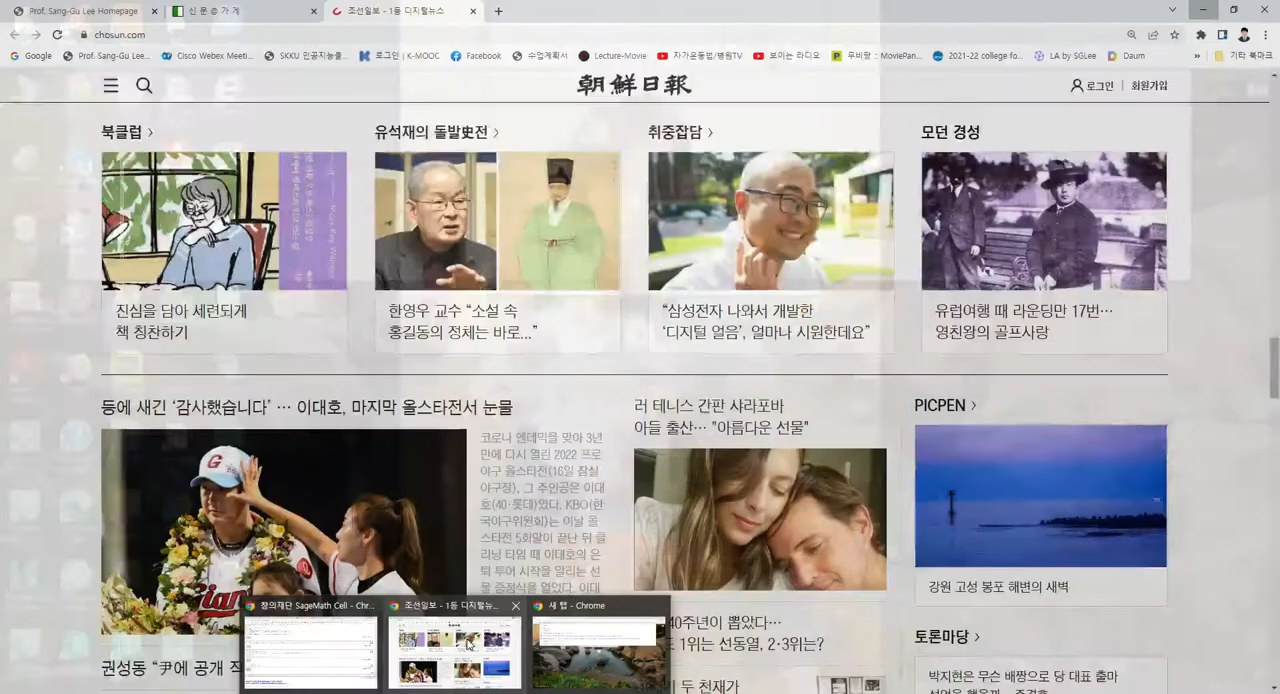 Prof. Sang-Gu Lee Homepage
신 문 @ 가 게
조선일보 - 1등 디지털뉴스
chosun.com
Google
Prof. Sang-Gu Lee...
Cisco Webex Meeti...
SKKU 인공지능솔...
로그인 | K-MOOC
Facebook
수업계획서
Lecture-Movie
자가운동법/병원TV
보이는 라디오
무비팡 :: MoviePan...
2021-22 college fo...
LA by SGLee
Daum
»
기타 북마크
朝鮮日報
로그인 | 회원가입
북클럽 >
유석재의 돌발史전 >
취중잡담 >
모던 경성
진심을 담아 세련되게
책 칭찬하기
한영우 교수 “소설 속
홍길동의 정체는 바로...”
“삼성전자 나와서 개발한
‘디지털 얼음’, 얼마나 시원한데요”
유럽여행 때 라운딩만 17번…
영친왕의 골프사랑
등에 새긴 ‘감사했습니다’ … 이대호, 마지막 올스타전서 눈물
코로나 엔데믹을 맞아 3년
만에 다시 열린 2022 프로
야구 올스타전(16일 잠실
야구장), 그 주인공은 이대
호(40·롯데)였다. KBO(한
국야구위원회)는 이날 올
스타전 5회말이 끝난 뒤 클
리닝 타임 때 이대호의 은
퇴 투어 시작을 알리는 선
물 증정식을 열었다. 이대
러 테니스 간판 사라포바
아들 출산… "아름다운 선물"
PICPEN >
강원 고성 봉포 해변의 새벽
토론마당 >
박지현은 무슨 배짱으로 당 대표 출마
G
Giants
권성동 “尹에 공개
창의재단 SageMath Cell - Chr...
조선일보 - 1등 디지털뉴...
새 탭 - Chrome
40주년이 뽑았다…
1위는 선동열, 2·3위는?
두 천재가